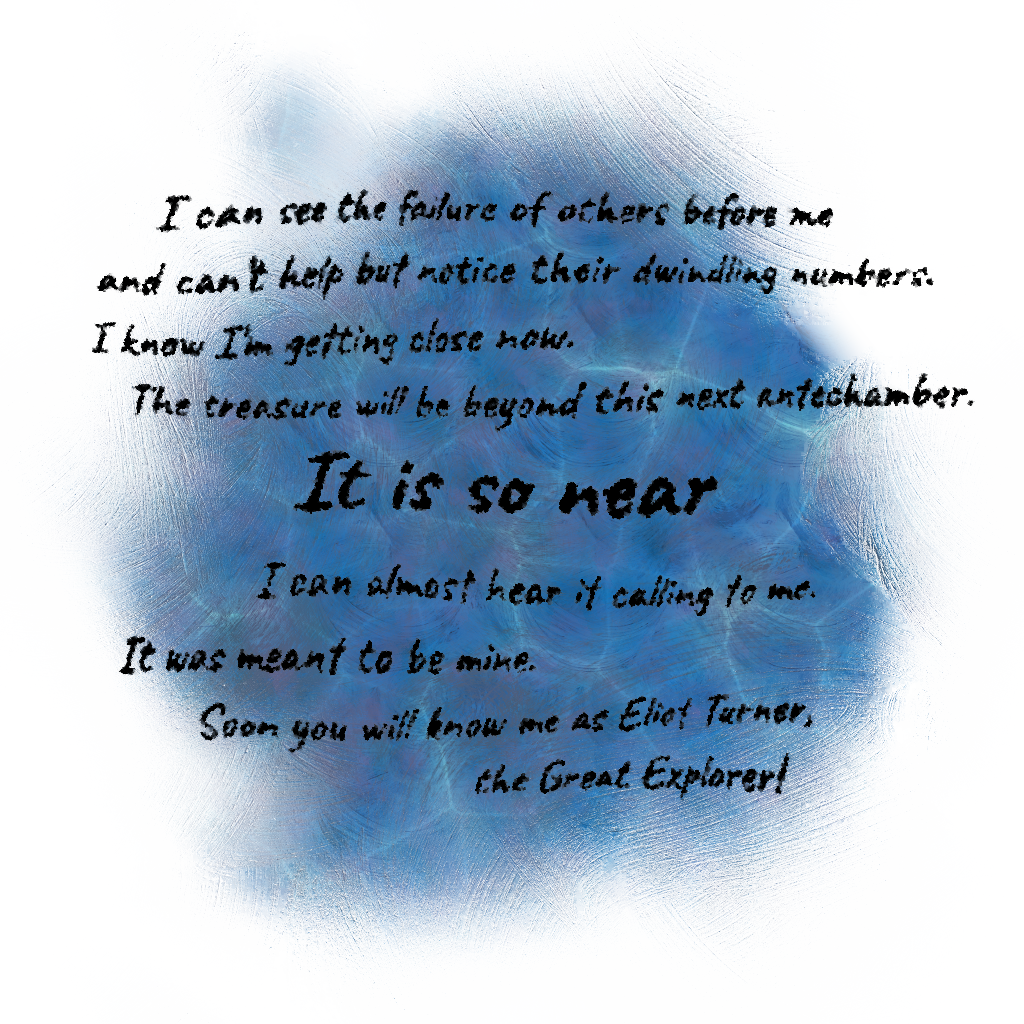 I can see the failure of others before me
and can't help but notice their dwindling numbers.
I know I'm getting close now.
The treasure will be beyond this next antechamber.
It is so near
I can almost hear it calling to me.
It was meant to be mine.
Soon you will know me as Eliot Turner,
the Great Explorer!